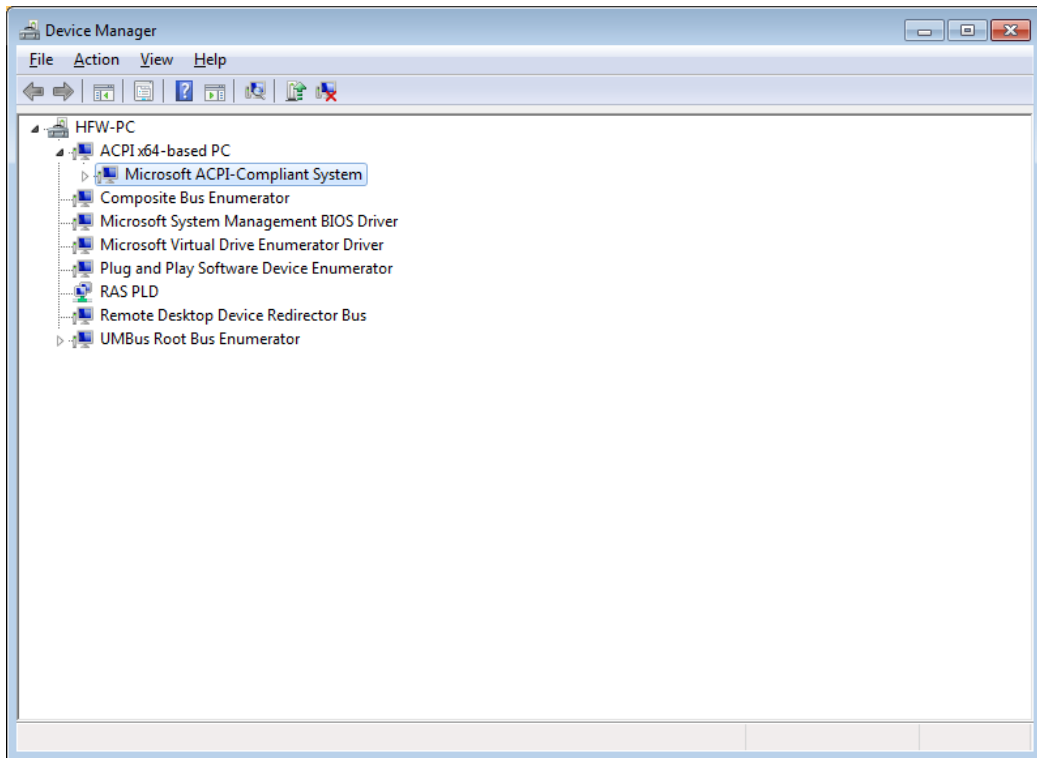 Device Manager
File Action View Help
HFW-PC
ACPI x64-based PC
Microsoft ACPI-Compliant System
Composite Bus Enumerator
Microsoft System Management BIOS Driver
Microsoft Virtual Drive Enumerator Driver
Plug and Play Software Device Enumerator
RAS PLD
Remote Desktop Device Redirector Bus
UMBus Root Bus Enumerator